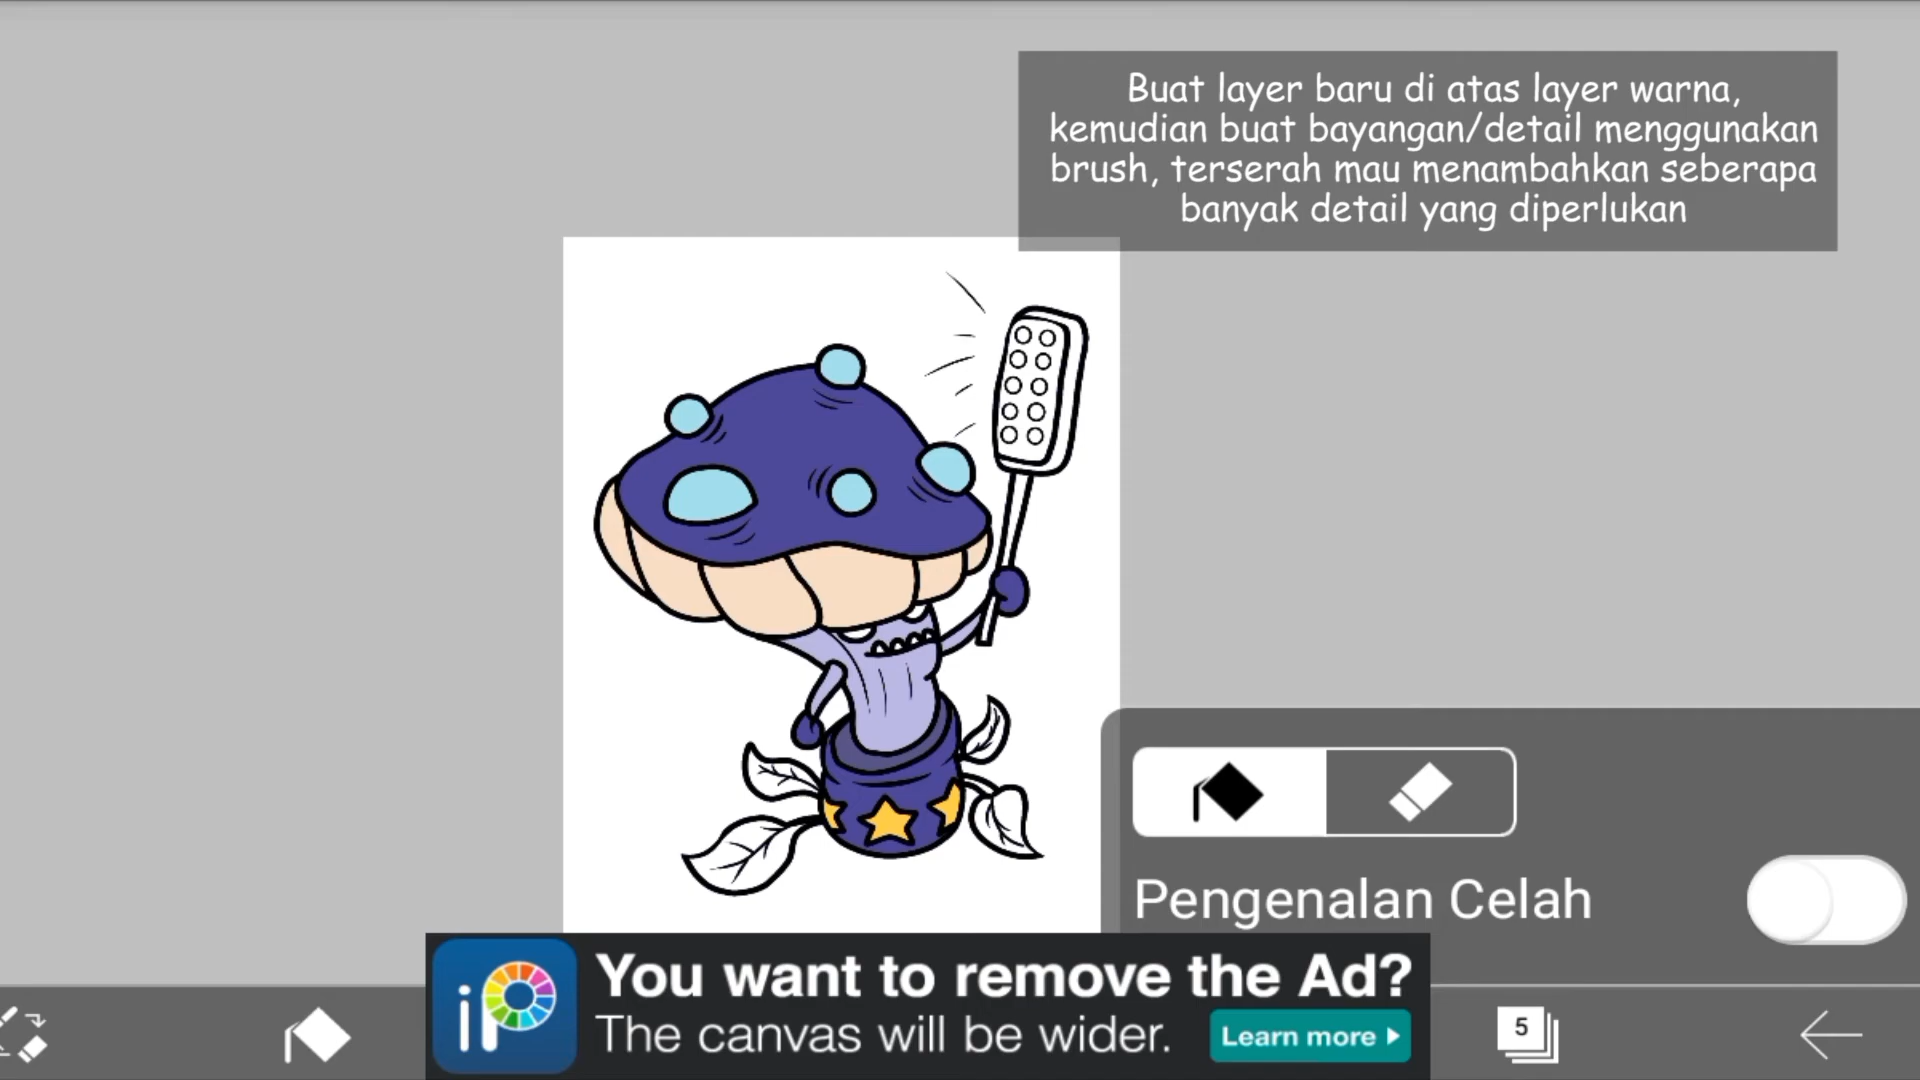 Buat layer baru di atas layer warna,
kemudian buat bayangan/detail menggunakan
brush, terserah mau menambahkan seberapa
banyak detail yang diperlukan
Pengenalan Celah
iP
You want to remove the Ad?
The canvas will be wider.
Learn more
5